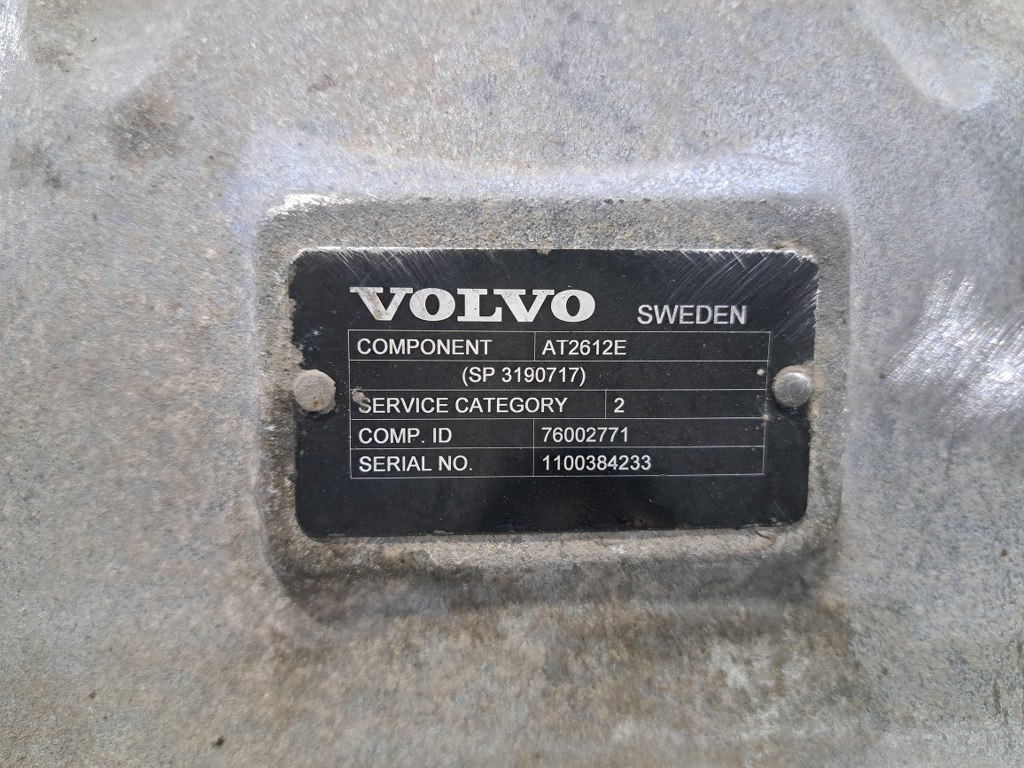 VOLVO SWEDEN
COMPONENT AT2612E
(SP 3190717)
SERVICE CATEGORY 2
COMP. ID 76002771
SERIAL NO. 1100384233